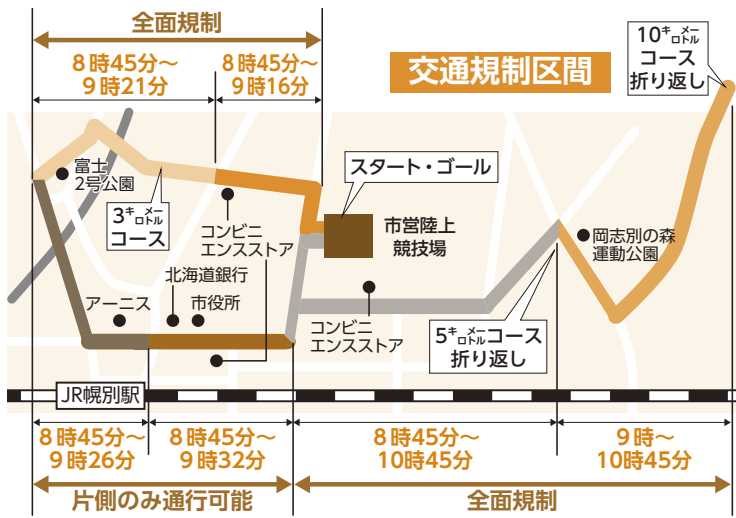 全面規制
8時45分～
9時21分
8時45分～
9時16分
交通規制区間
10キロメートル
コース
折り返し
富士
2号公園
3キロメートル
コース
コンビニ
エンスストア
スタート・ゴール
市営陸上
競技場
岡志別の森
運動公園
アーニス
北海道銀行
市役所
コンビニ
エンスストア
5キロメートルコース
折り返し
JR幌別駅
8時45分～
9時26分
8時45分～
9時32分
8時45分～
10時45分
9時～
10時45分
片側のみ通行可能
全面規制